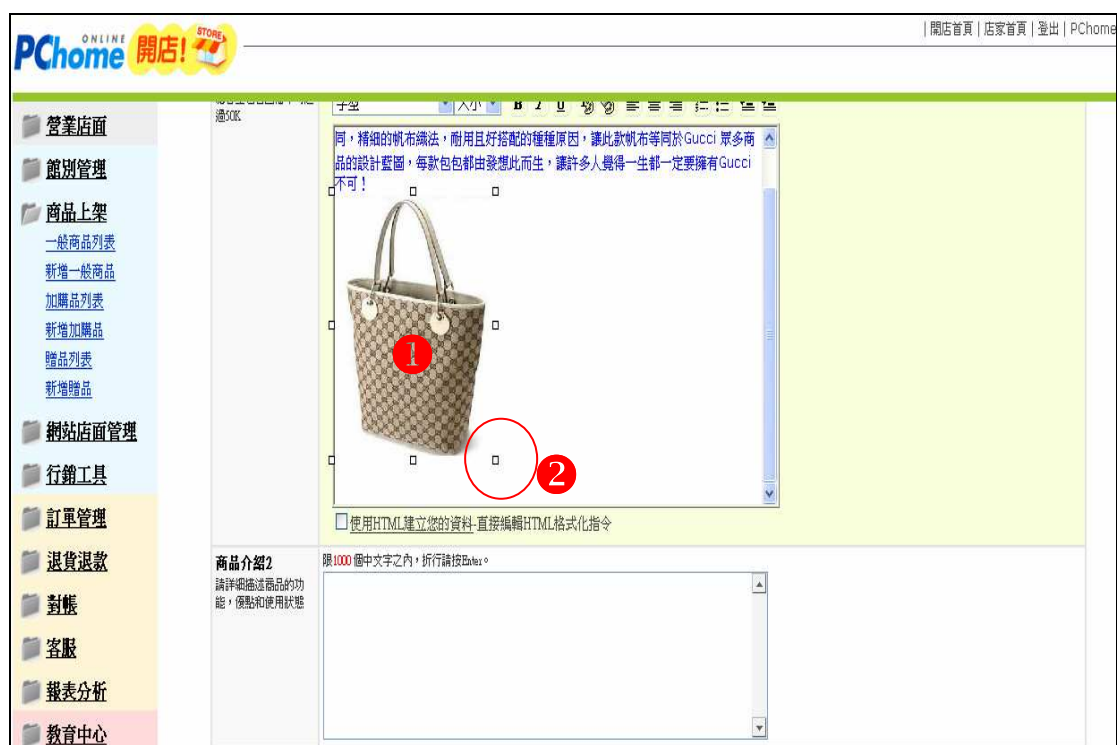 ONLINE
PChome 開店! STORE
| 開店首頁 | 店家首頁 | 登出 | PChome
過50K
字型 大小 B I U
營業店面
館別管理
商品上架
一般商品列表
新增一般商品
加購品列表
新增加購品
贈品列表
新增贈品
網站店面管理
行銷工具
訂單管理
退貨退款
對帳
客服
報表分析
教育中心
同，精細的帆布織法，耐用且好搭配的種種原因，讓此款帆布等同於Gucci 眾多商
品的設計藍圖，每款包包都由發想此而生，讓許多人覺得一生都一定要擁有Gucci
不可！
1
2
使用HTML建立您的資料-直接編輯HTML格式化指令
商品介紹2
請詳細描述商品的功
能，優點和使用狀態
限1000 個中文字之內，折行請按Enter。